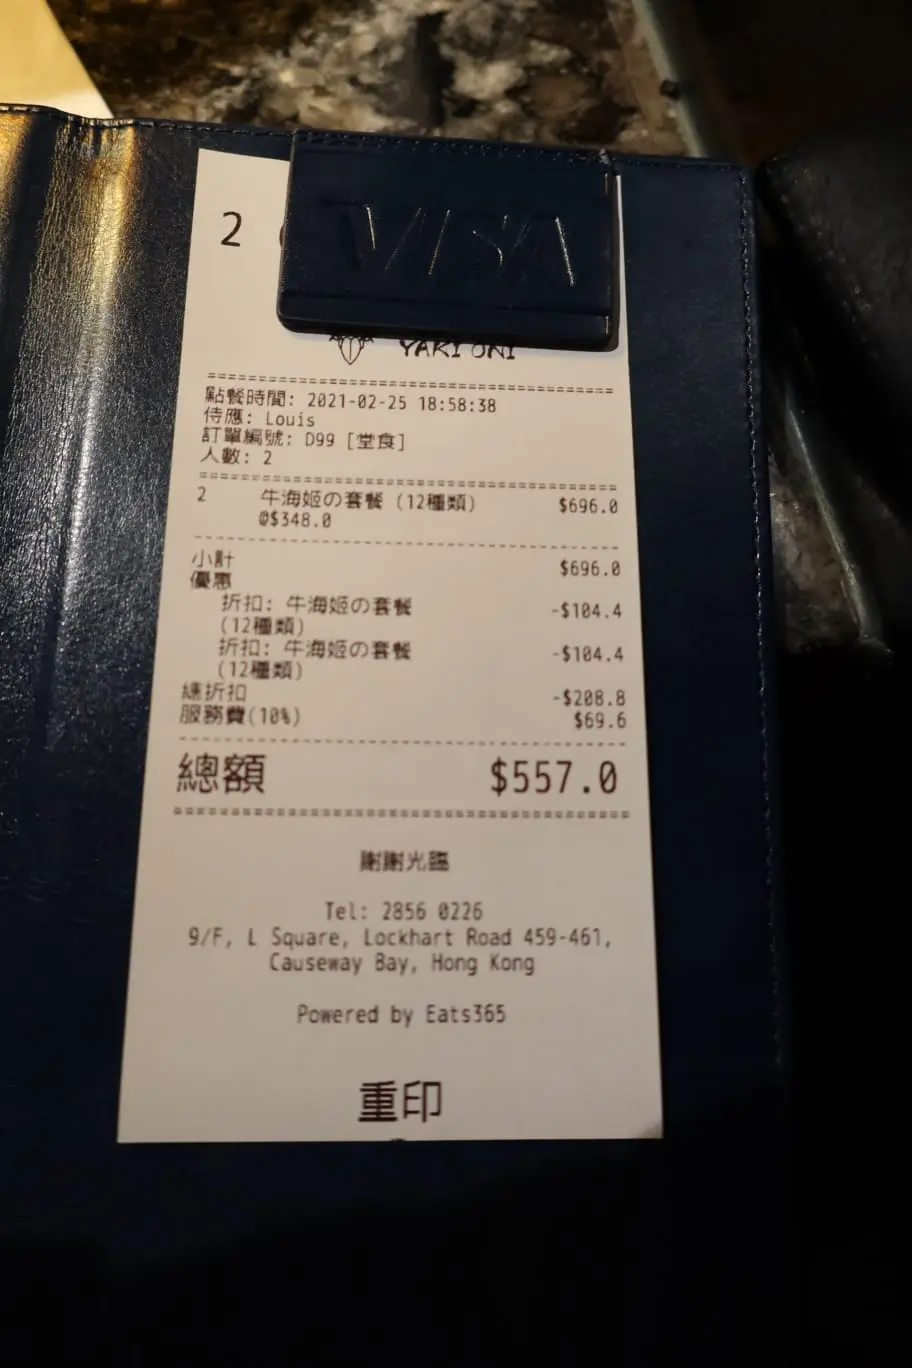 VISA
2
YAKI ONI
點餐時間: 2021-02-25 18:58:38
侍應: Louis
訂單編號: D99 [堂食]
人數: 2
2 牛海姬の套餐 (12種類) $696.0
@$348.0
小計 $696.0
優惠
折扣: 牛海姬の套餐 -$104.4
(12種類)
折扣: 牛海姬の套餐 -$104.4
(12種類)
總折扣 -$208.8
服務費(10%) $69.6
總額 $557.0
謝謝光臨
Tel: 2856 0226
9/F, L Square, Lockhart Road 459-461,
Causeway Bay, Hong Kong
Powered by Eats365
重印